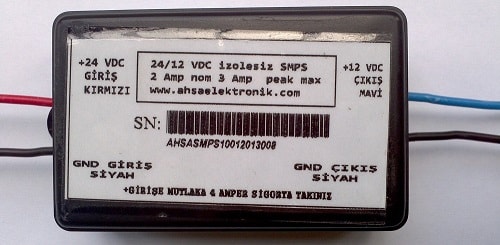 +24 VDC
GİRİŞ
KIRMIZI
24/12 VDC izolesiz SMPS
2 Amp nom 3 Amp peak max
www.ahsaelektronik.com
+12 VDC
ÇIKIŞ
MAVİ
SN:
AHSASMPS10012013008
GND GİRİŞ
SİYAH
GND ÇIKIŞ
SİYAH
+GİRİŞE MUTLAKA 4 AMPER SİGORTA TAKINIZ